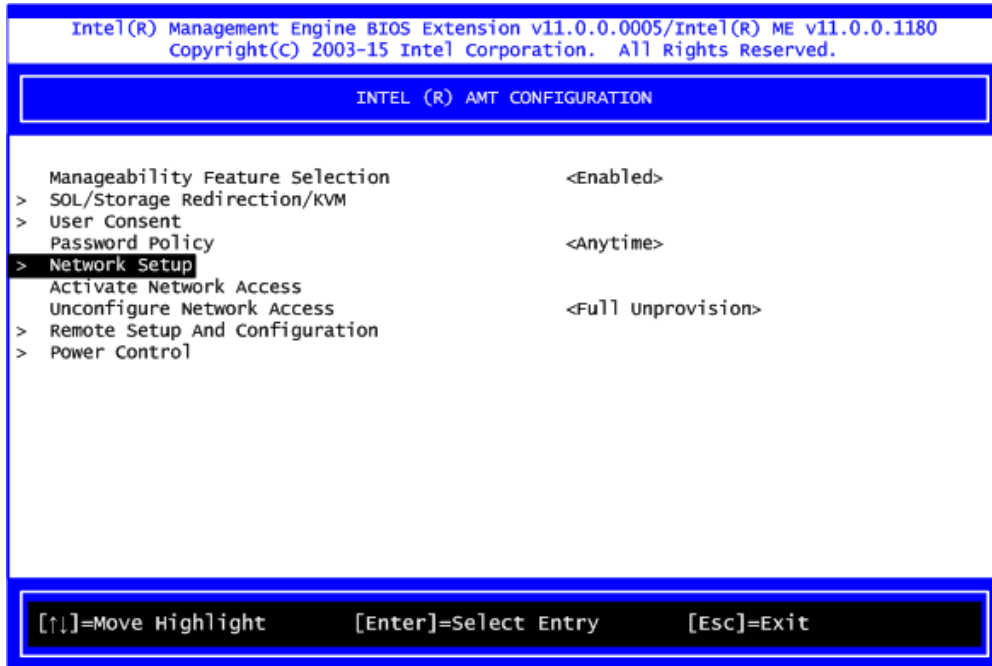 Intel(R) Management Engine BIOS Extension v11.0.0.0005/Intel(R) ME v11.0.0.1180
Copyright(C) 2003-15 Intel Corporation. All Rights Reserved.
INTEL (R) AMT CONFIGURATION
Manageability Feature Selection <Enabled>
> SOL/Storage Redirection/KVM
> User Consent
Password Policy <Anytime>
> Network Setup
Activate Network Access
Unconfigure Network Access <Full Unprovision>
> Remote Setup And Configuration
> Power Control
[↑↓]=Move Highlight [Enter]=Select Entry [Esc]=Exit